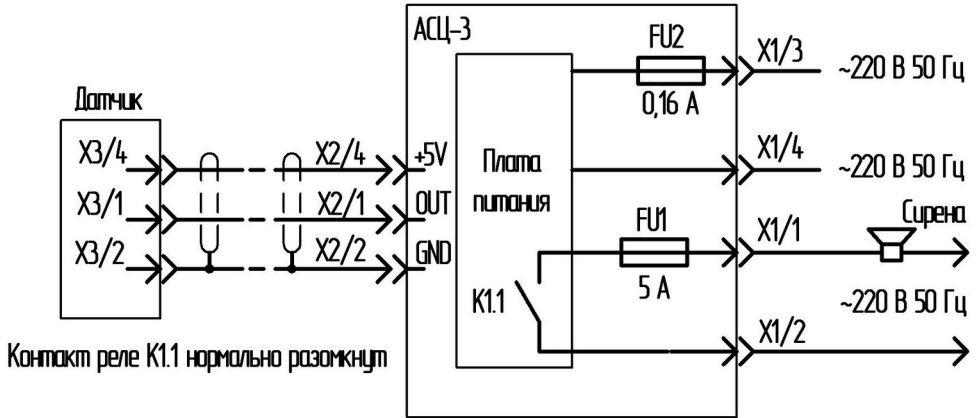 АСЦ-3
FU2
X1/3
~220 В 50 Гц
0,16 А
Датчик
X3/4
X2/4
+5V
Плата
питания
X1/4
~220 В 50 Гц
X3/1
X2/1
OUT
FU1
X1/1
Сирена
X3/2
X2/2
GND
5 А
K1.1
~220 В 50 Гц
X1/2
Контакт реле К1.1 нормально разомкнут